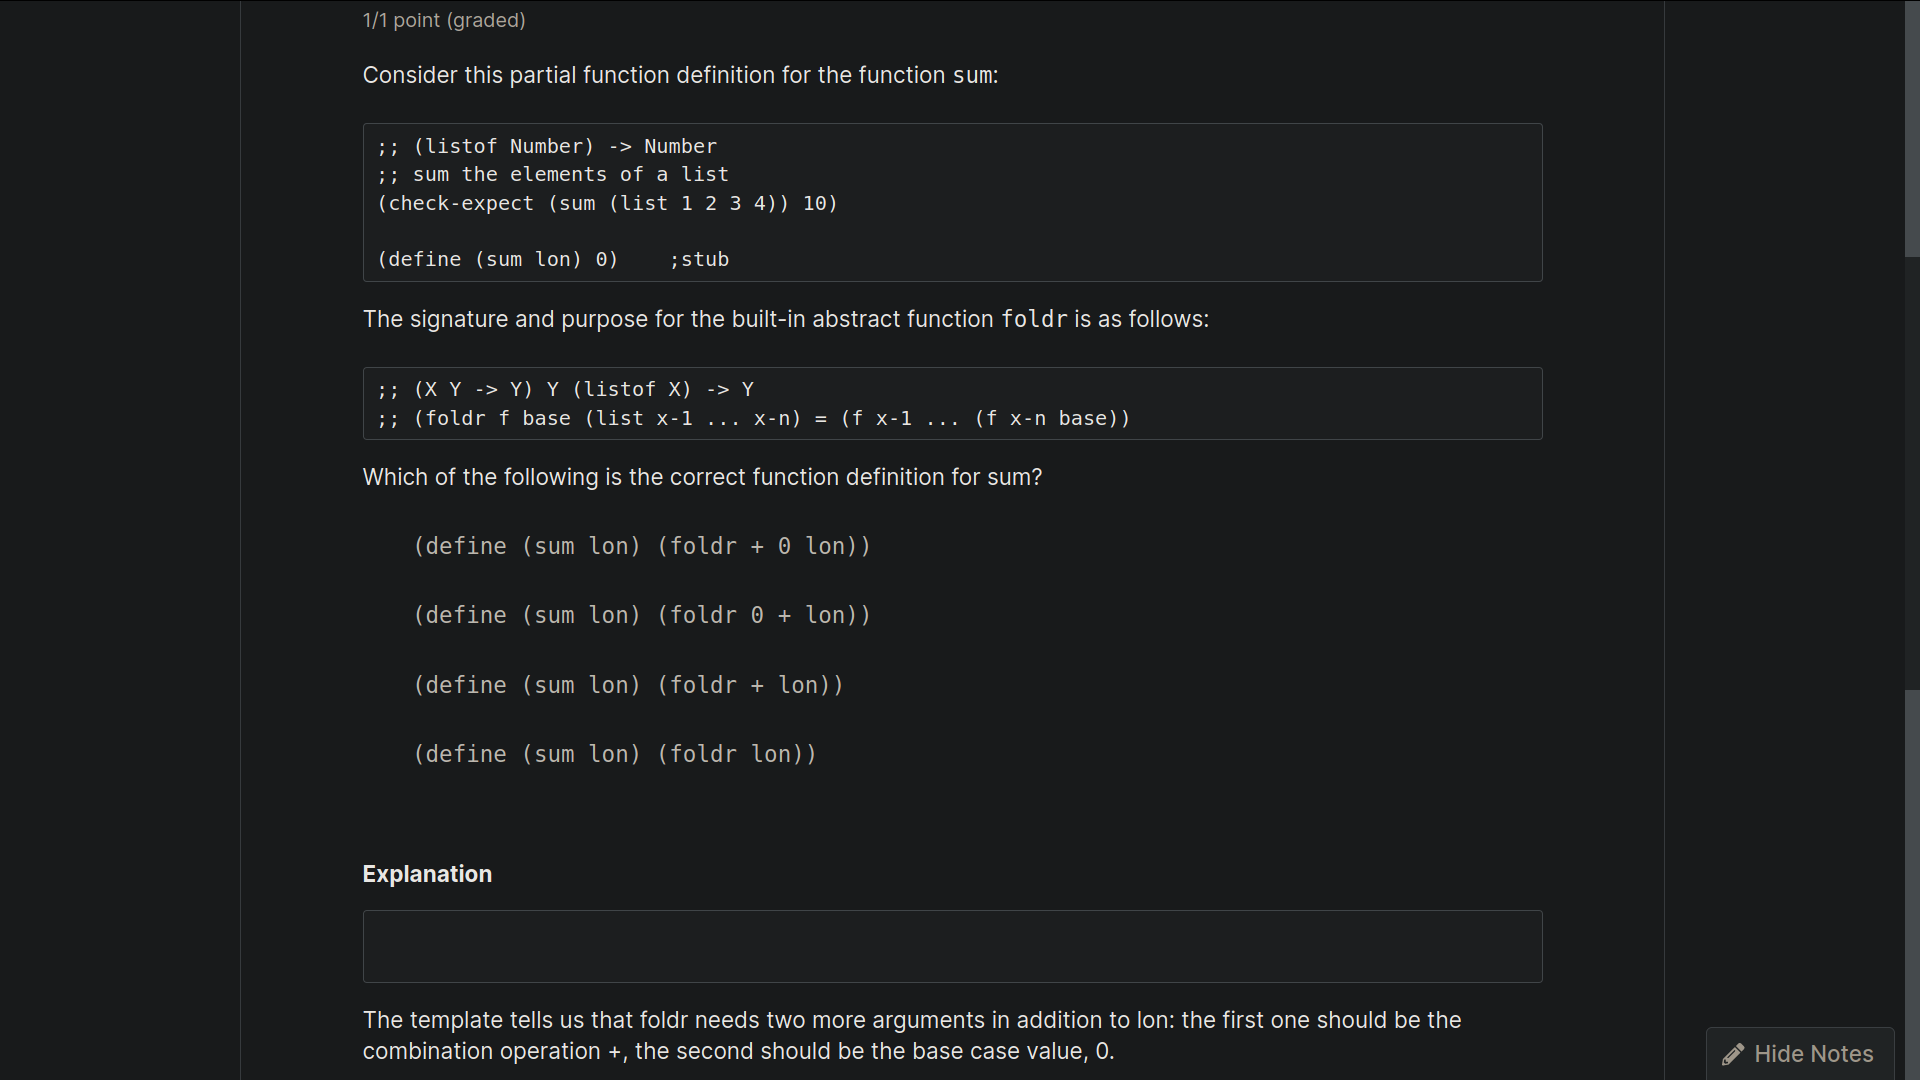 1/1 point (graded)
Consider this partial function definition for the function sum:
;; (listof Number) -> Number
;; sum the elements of a list
(check-expect (sum (list 1 2 3 4)) 10)
(define (sum lon) 0)    ;stub
The signature and purpose for the built-in abstract function foldr is as follows:
;; (X Y -> Y) Y (listof X) -> Y
;; (foldr f base (list x-1 ... x-n) = (f x-1 ... (f x-n base))
Which of the following is the correct function definition for sum?
(define (sum lon) (foldr + 0 lon))
(define (sum lon) (foldr 0 + lon))
(define (sum lon) (foldr + lon))
(define (sum lon) (foldr lon))
Explanation
The template tells us that foldr needs two more arguments in addition to lon: the first one should be the
combination operation +, the second should be the base case value, 0.
Hide Notes